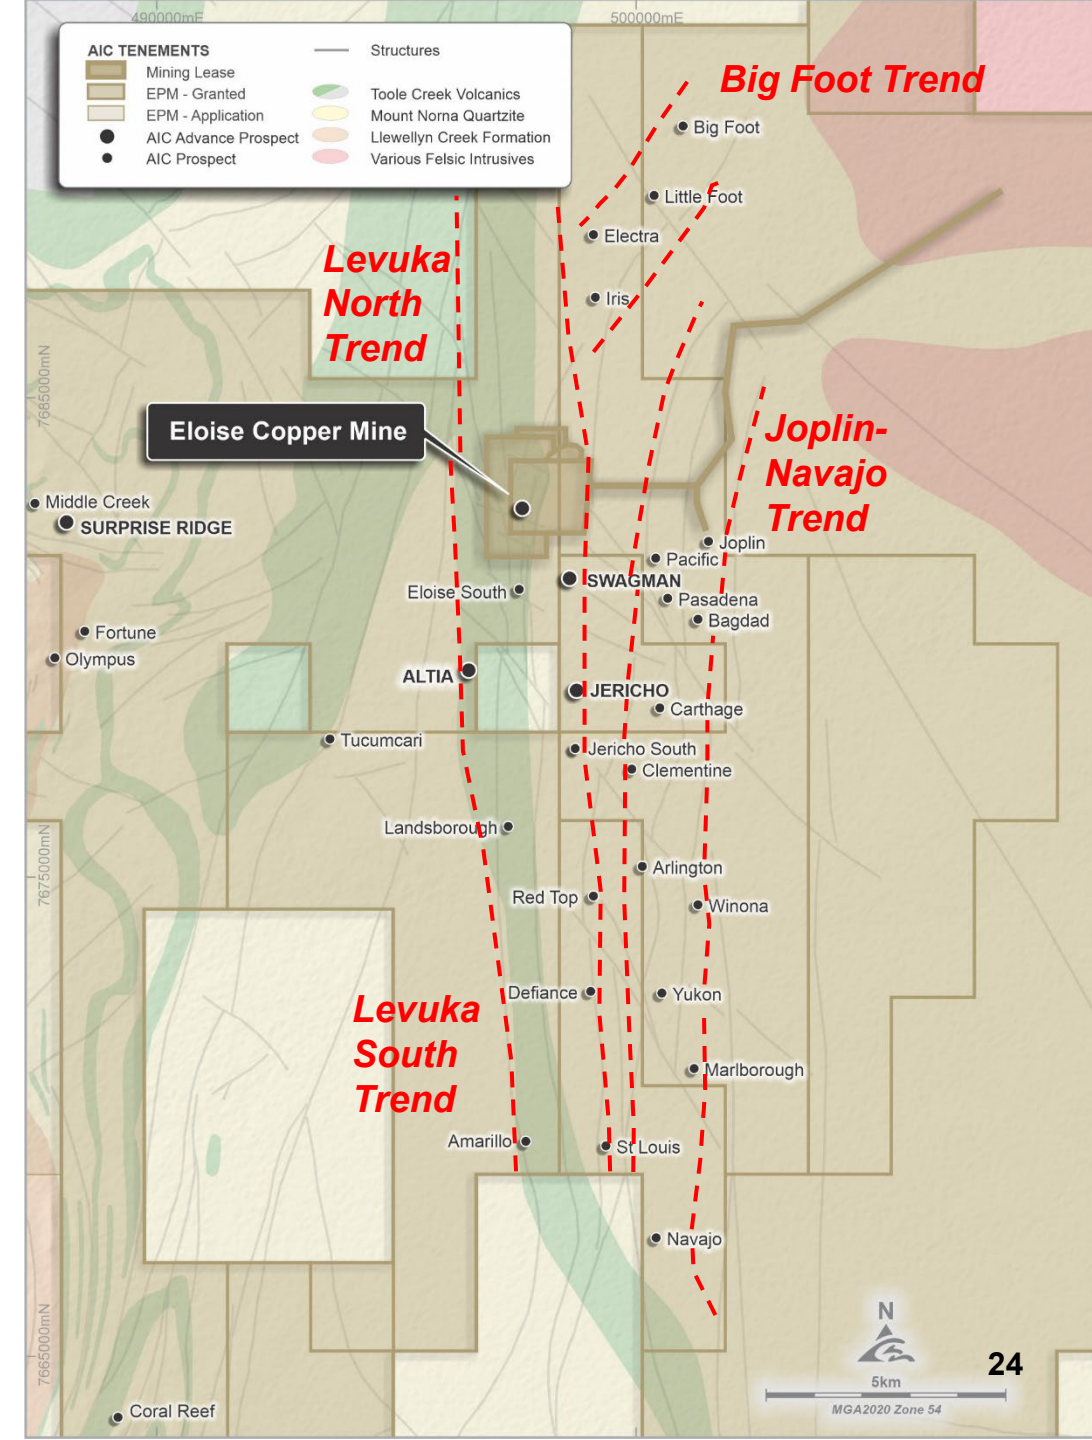 490000mE
500000mE
AIC TENEMENTS
Mining Lease
EPM - Granted
EPM - Application
AIC Advance Prospect
AIC Prospect
Structures
Toole Creek Volcanics
Mount Norna Quartzite
Llewellyn Creek Formation
Various Felsic Intrusives
Big Foot Trend
Big Foot
Little Foot
Electra
Levuka
North
Trend
Iris
7685000mN
Eloise Copper Mine
Joplin-
Navajo
Trend
Middle Creek
SURPRISE RIDGE
Joplin
Pacific
SWAGMAN
Eloise South
Pasadena
Bagdad
Fortune
Olympus
ALTIA
JERICHO
Carthage
Tucumcari
Jericho South
Clementine
Landsborough
7675000mN
Arlington
Red Top
Winona
Defiance
Yukon
Levuka
South
Trend
Marlborough
Amarillo
St Louis
Navajo
7665000mN
N
24
5km
MGA2020 Zone 54
Coral Reef